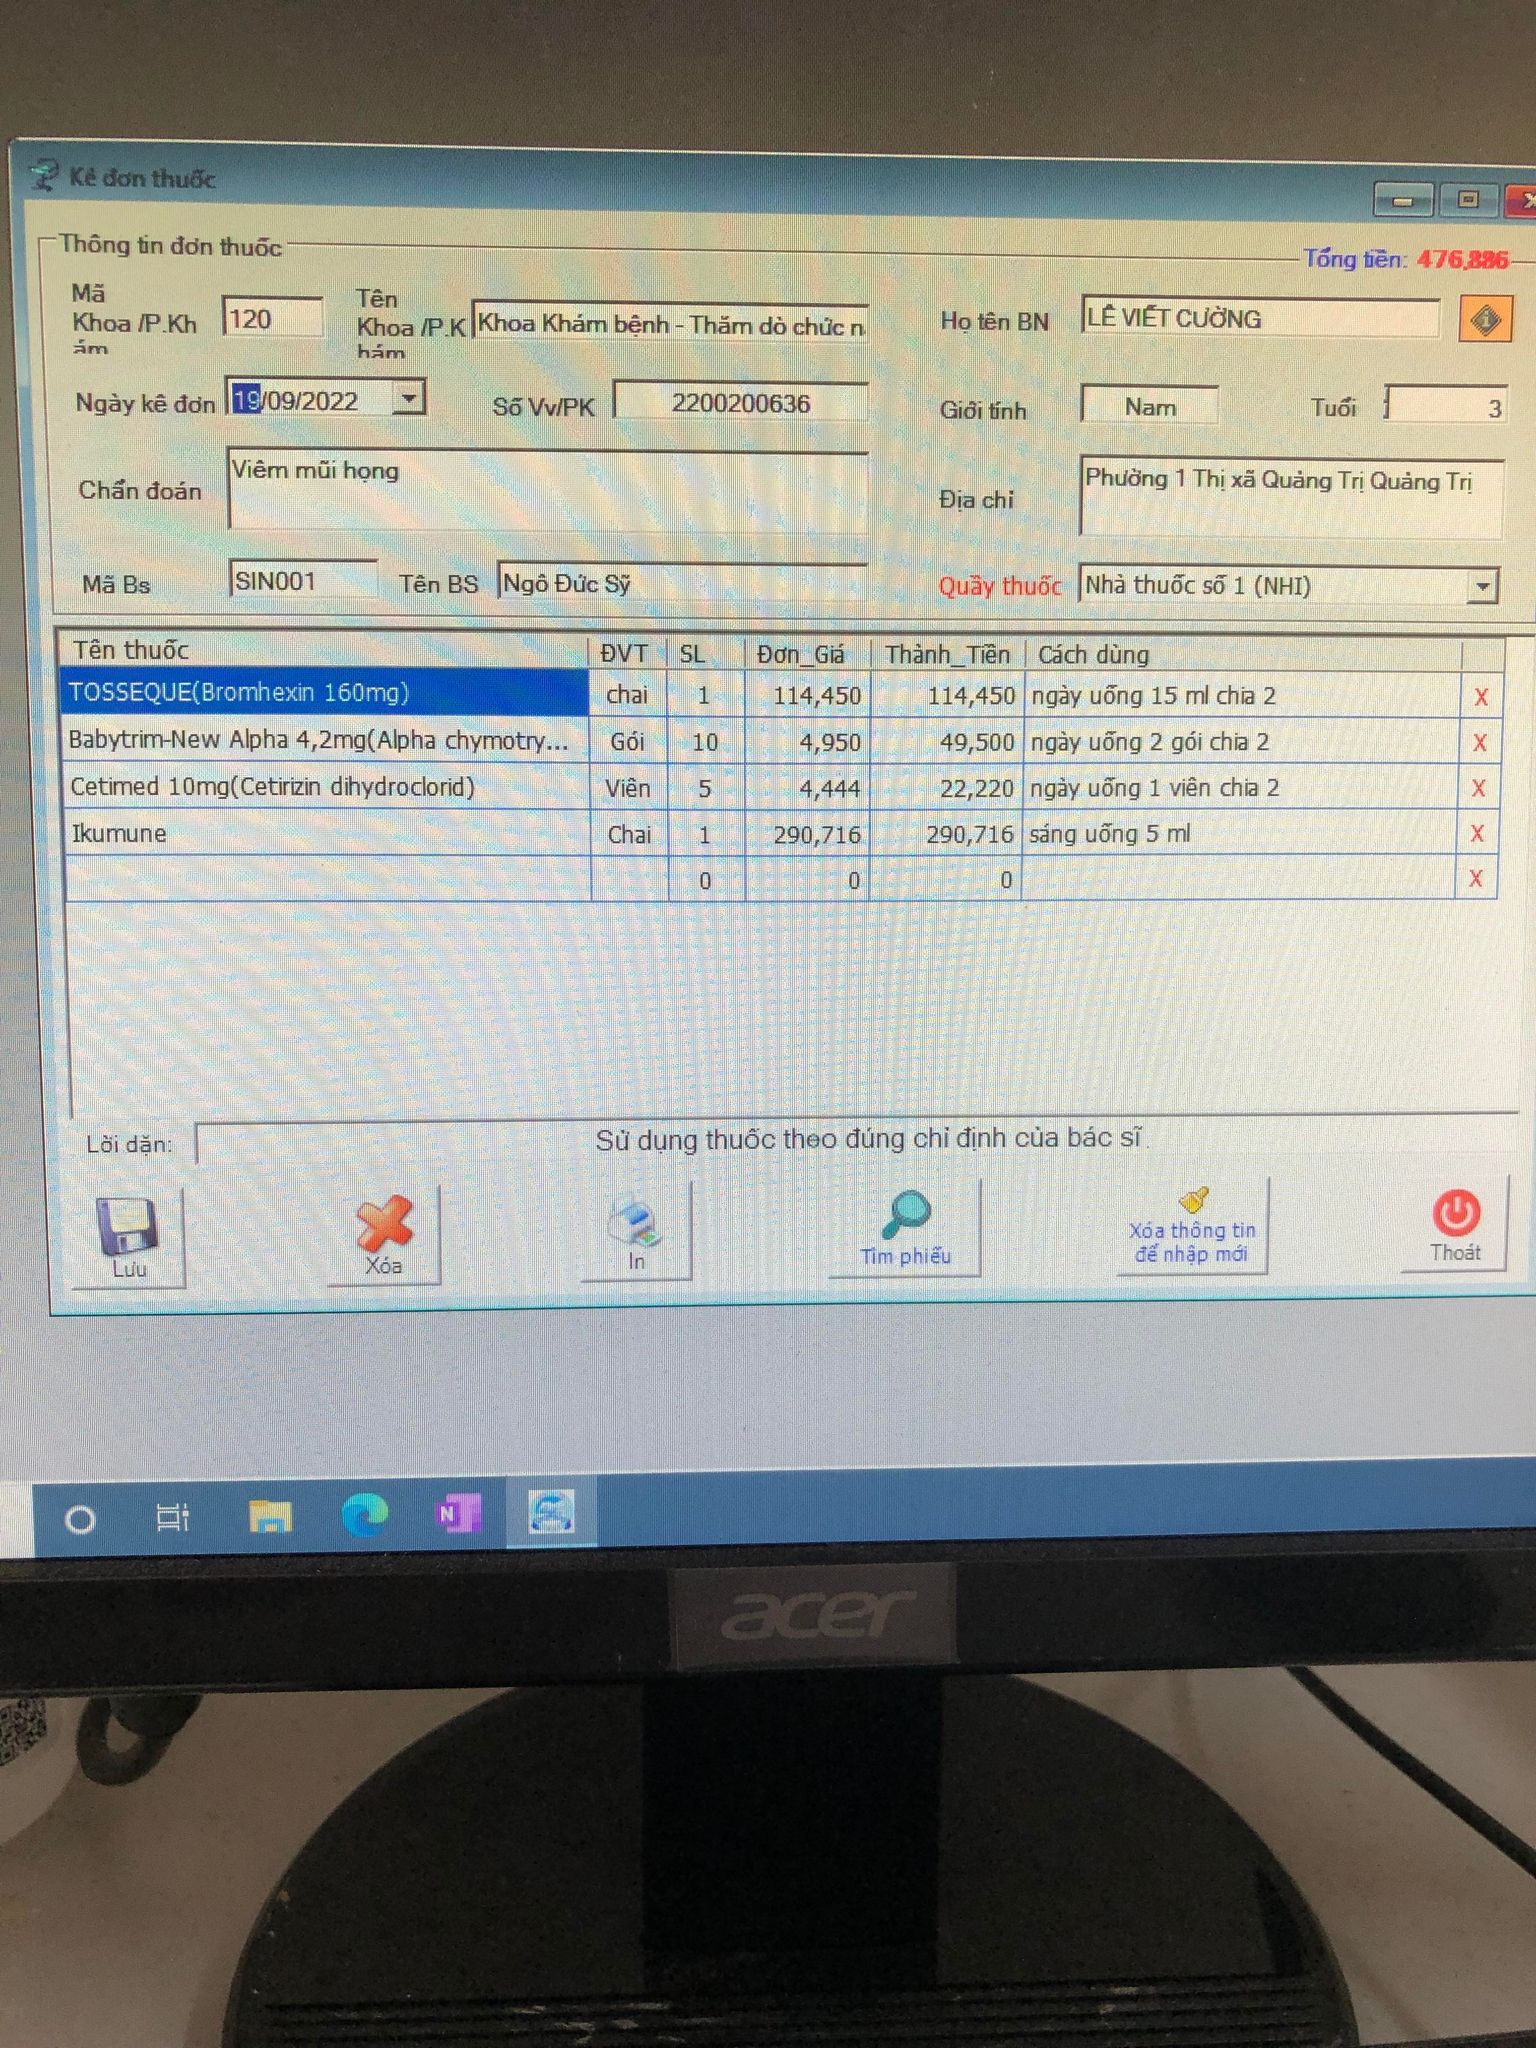 Kê đơn thuốc
Thông tin đơn thuốc
Tổng tiền: 476,886
Mã Khoa /P.Kh ám
120
Tên Khoa /P.K hám
Khoa Khám bệnh - Thăm dò chức n
Họ tên BN
LÊ VIẾT CƯỜNG
Ngày kê đơn
19/09/2022
Số Vv/PK
2200200636
Giới tính
Nam
Tuổi
3
Chẩn đoán
Viêm mũi họng
Địa chỉ
Phường 1 Thị xã Quảng Trị Quảng Trị
Mã Bs
SIN001
Tên BS
Ngô Đức Sỹ
Quầy thuốc
Nhà thuốc số 1 (NHI)
Tên thuốc ĐVT SL Đơn_Giá Thành_Tiền Cách dùng
TOSSEQUE(Bromhexin 160mg) chai 1 114,450 114,450 ngày uống 15 ml chia 2 X
Babytrim-New Alpha 4,2mg(Alpha chymotry... Gói 10 4,950 49,500 ngày uống 2 gói chia 2 X
Cetimed 10mg(Cetirizin dihydroclorid) Viên 5 4,444 22,220 ngày uống 1 viên chia 2 X
Ikumune Chai 1 290,716 290,716 sáng uống 5 ml X
0 0 0 X
Lời dặn:
Sử dụng thuốc theo đúng chỉ định của bác sĩ
Lưu
Xóa
In
Tìm phiếu
Xóa thông tin
để nhập mới
Thoát
N
acer